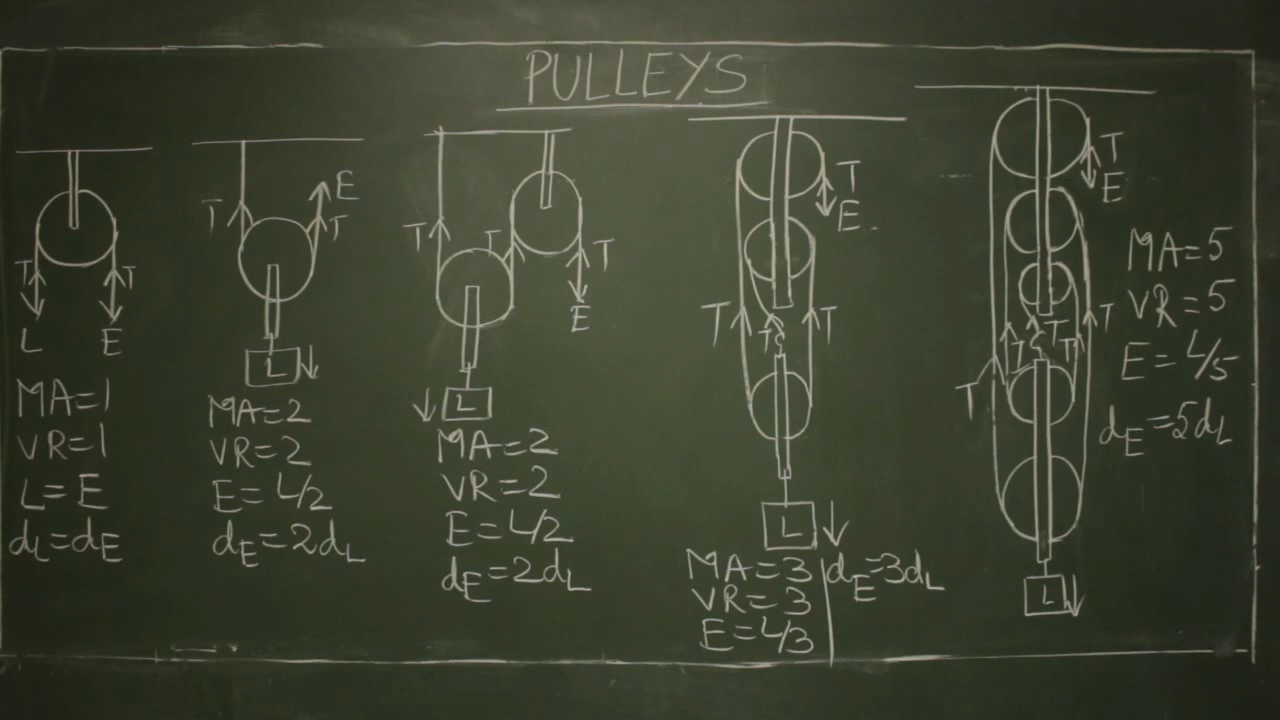 PULLEYS
T T
L E
MA=1
VR=1
L=E
dL=dE
E
T T
L
MA=2
VR=2
E=L/2
dE=2dL
T T T
E
L
MA=2
VR=2
E=L/2
dE=2dL
T
E
T T T
L
MA=3 dE=3dL
VR=3
E=L/3
T
E
T T T T T
L
MA=5
VR=5
E=L/5
dE=5dL